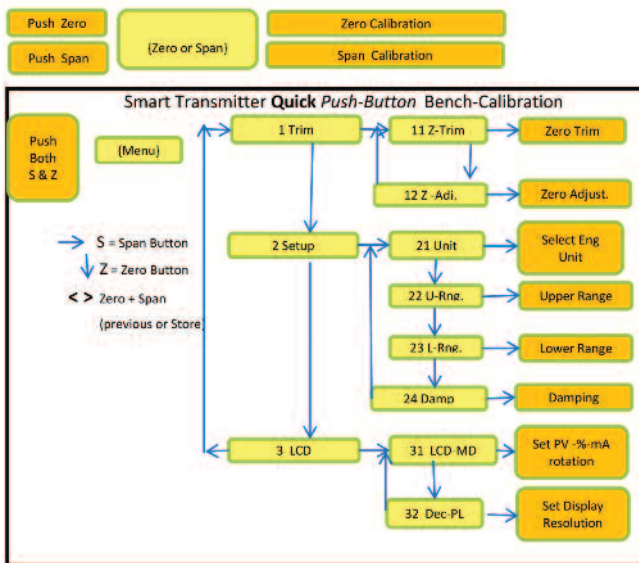 Push Zero
Push Span
(Zero or Span)
Zero Calibration
Span Calibration
Smart Transmitter Quick Push-Button Bench-Calibration
Push
Both
S & Z
(Menu)
S = Span Button
Z = Zero Button
< > Zero + Span
(previous or Store)
1 Trim
11 Z-Trim
Zero Trim
12 Z -Adj.
Zero Adjust.
2 Setup
21 Unit
Select Eng
Unit
22 U-Rng.
Upper Range
23 L-Rng.
Lower Range
24 Damp
Damping
3 LCD
31 LCD-MD
Set PV -%-mA
rotation
32 Dec-PL
Set Display
Resolution